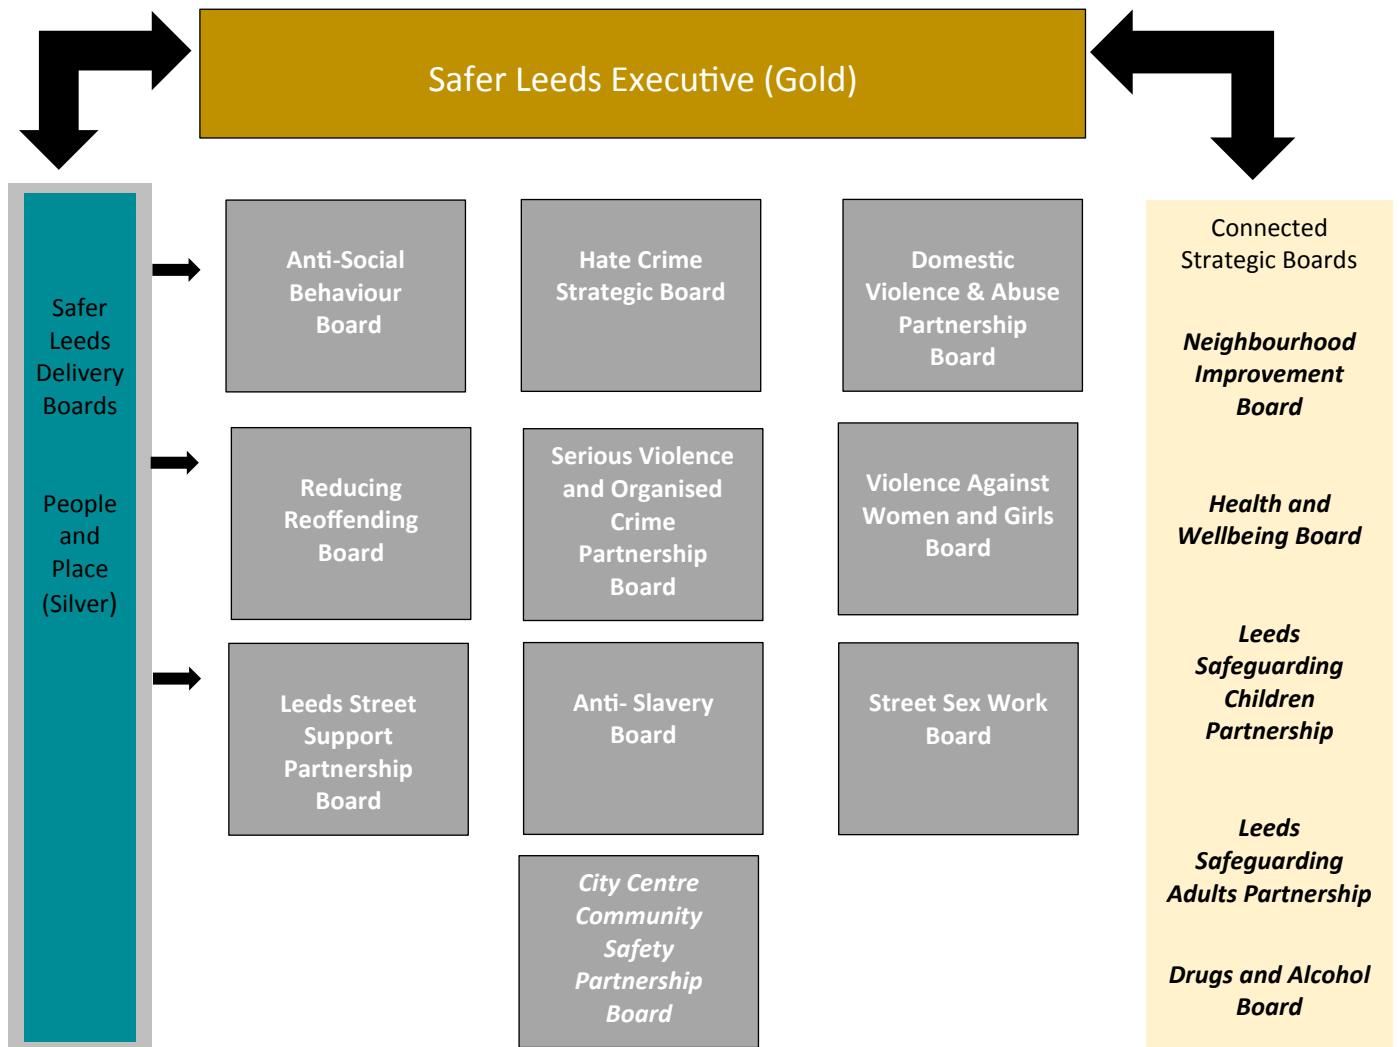 Safer Leeds Executive (Gold)
Safer
Leeds
Delivery
Boards
People
and
Place
(Silver)
Anti-Social
Behaviour
Board
Hate Crime
Strategic Board
Domestic
Violence & Abuse
Partnership
Board
Reducing
Reoffending
Board
Serious Violence
and Organised
Crime
Partnership
Board
Violence Against
Women and Girls
Board
Leeds Street
Support
Partnership
Board
Anti- Slavery
Board
Street Sex Work
Board
City Centre
Community
Safety
Partnership
Board
Connected
Strategic Boards
Neighbourhood
Improvement
Board
Health and
Wellbeing Board
Leeds
Safeguarding
Children
Partnership
Leeds
Safeguarding
Adults Partnership
Drugs and Alcohol
Board